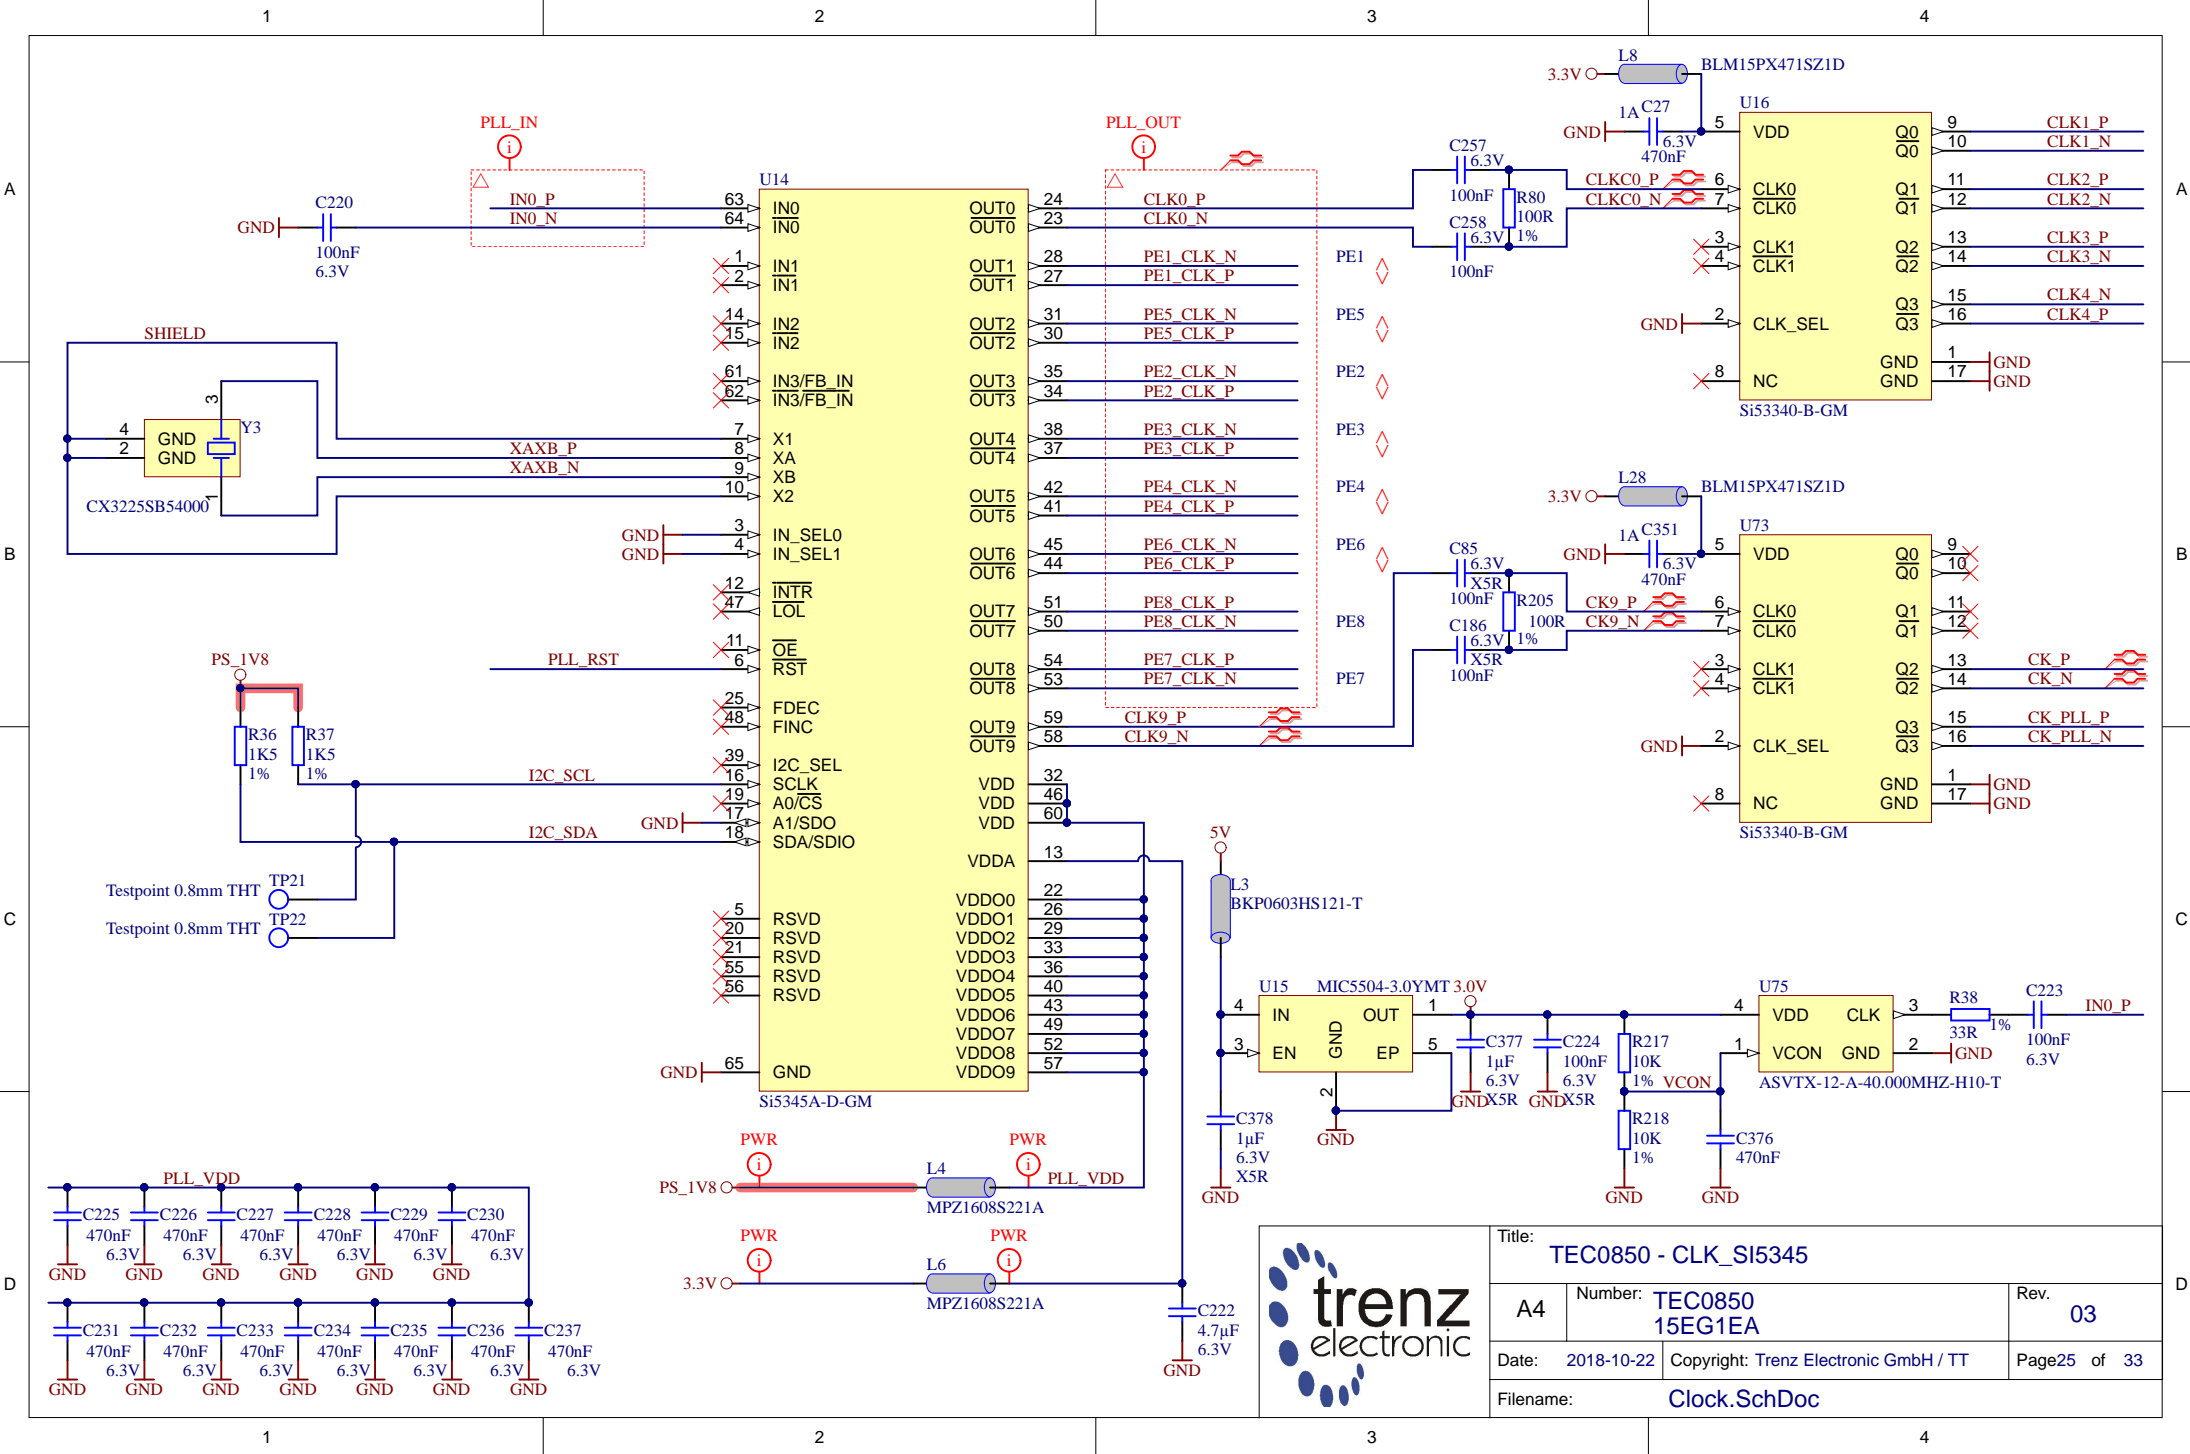 1 2 3 4
A B C D
PLL_IN
PLL_OUT
L8
3.3V
BLM15PX471SZ1D
1A C27
GND
6.3V
470nF
U16
5 VDD
6 CLK0
7 CLK0
3 CLK1
4 CLK1
2 CLK_SEL
GND
8 NC
Q0 9 CLK1_P
Q0 10 CLK1_N
Q1 11 CLK2_P
Q1 12 CLK2_N
Q2 13 CLK3_P
Q2 14 CLK3_N
Q3 15 CLK4_N
Q3 16 CLK4_P
GND 1 GND
GND 17 GND
Si53340-B-GM
C257
6.3V
100nF
R80
100R
1%
C258
6.3V
100nF
CLKC0_P
CLKC0_N
GND
C220
100nF
6.3V
IN0_P
IN0_N
U14
63 IN0
64 IN0
1 IN1
2 IN1
14 IN2
15 IN2
61 IN3/FB_IN
62 IN3/FB_IN
7 X1
8 XA
9 XB
10 X2
GND 3 IN_SEL0
GND 4 IN_SEL1
12 INTR
47 LOL
11 OE
PLL_RST 6 RST
25 FDEC
48 FINC
39 I2C_SEL
I2C_SCL 16 SCLK
19 A0/CS
GND 17 A1/SDO
I2C_SDA 18 SDA/SDIO
5 RSVD
20 RSVD
21 RSVD
55 RSVD
56 RSVD
GND 65 GND
OUT0 24 CLK0_P
OUT0 23 CLK0_N
OUT1 28 PE1_CLK_N PE1
OUT1 27 PE1_CLK_P
OUT2 31 PE5_CLK_N PE5
OUT2 30 PE5_CLK_P
OUT3 35 PE2_CLK_N PE2
OUT3 34 PE2_CLK_P
OUT4 38 PE3_CLK_N PE3
OUT4 37 PE3_CLK_P
OUT5 42 PE4_CLK_N PE4
OUT5 41 PE4_CLK_P
OUT6 45 PE6_CLK_N PE6
OUT6 44 PE6_CLK_P
OUT7 51 PE8_CLK_P
OUT7 50 PE8_CLK_N PE8
OUT8 54 PE7_CLK_P
OUT8 53 PE7_CLK_N PE7
OUT9 59 CLK9_P
OUT9 58 CLK9_N
VDD 32
VDD 46
VDD 60
VDDA 13
VDDO0 22
VDDO1 26
VDDO2 29
VDDO3 33
VDDO4 36
VDDO5 40
VDDO6 43
VDDO7 49
VDDO8 52
VDDO9 57
Si5345A-D-GM
SHIELD
3
4 GND
2 GND
Y3
1
CX3225SB54000
XAXB_P
XAXB_N
PS_1V8
R36
1K5
1%
R37
1K5
1%
Testpoint 0.8mm THT TP21
Testpoint 0.8mm THT TP22
L28
3.3V
BLM15PX471SZ1D
1A C351
GND
6.3V
470nF
U73
5 VDD
6 CLK0
7 CLK0
3 CLK1
4 CLK1
GND 2 CLK_SEL
8 NC
Q0 9
Q0 10
Q1 11
Q1 12
Q2 13 CK_P
Q2 14 CK_N
Q3 15 CK_PLL_P
Q3 16 CK_PLL_N
GND 1 GND
GND 17 GND
Si53340-B-GM
C85
6.3V
X5R
100nF
R205
100R
1%
C186
6.3V
X5R
100nF
CK9_P
CK9_N
5V
L3
BKP0603HS121-T
U15 MIC5504-3.0YMT 3.0V
4 IN OUT 1
3 EN GND EP 5
2
GND
C378
1µF
6.3V
X5R
GND
C377
1µF
6.3V
X5R
GND
C224
100nF
6.3V
X5R
GND
R217
10K
1%
VCON
R218
10K
1%
GND
C376
470nF
GND
U75
4 VDD CLK 3
1 VCON GND 2 GND
ASVTX-12-A-40.000MHZ-H10-T
R38
33R
1%
C223
100nF
6.3V
IN0_P
PWR PWR
PS_1V8 L4 PLL_VDD
MPZ1608S221A
PWR PWR
3.3V L6
MPZ1608S221A
C222
4.7µF
6.3V
GND
PLL_VDD
C225 C226 C227 C228 C229 C230
470nF 470nF 470nF 470nF 470nF 470nF
6.3V 6.3V 6.3V 6.3V 6.3V 6.3V
GND GND GND GND GND GND
C231 C232 C233 C234 C235 C236 C237
470nF 470nF 470nF 470nF 470nF 470nF 470nF
6.3V 6.3V 6.3V 6.3V 6.3V 6.3V 6.3V
GND GND GND GND GND GND GND
trenz
electronic
Title:
TEC0850 - CLK_SI5345
A4
Number: TEC0850
15EG1EA
Rev.
03
Date: 2018-10-22
Copyright: Trenz Electronic GmbH / TT
Page25 of 33
Filename: Clock.SchDoc
1 2 3 4
A B C D